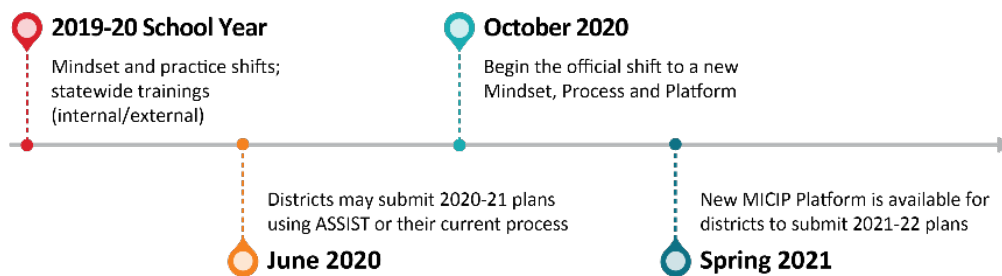 2019-20 School Year
Mindset and practice shifts;
statewide trainings
(internal/external)
October 2020
Begin the official shift to a new
Mindset, Process and Platform
Districts may submit 2020-21 plans
using ASSIST or their current process
June 2020
New MICIP Platform is available for
districts to submit 2021-22 plans
Spring 2021